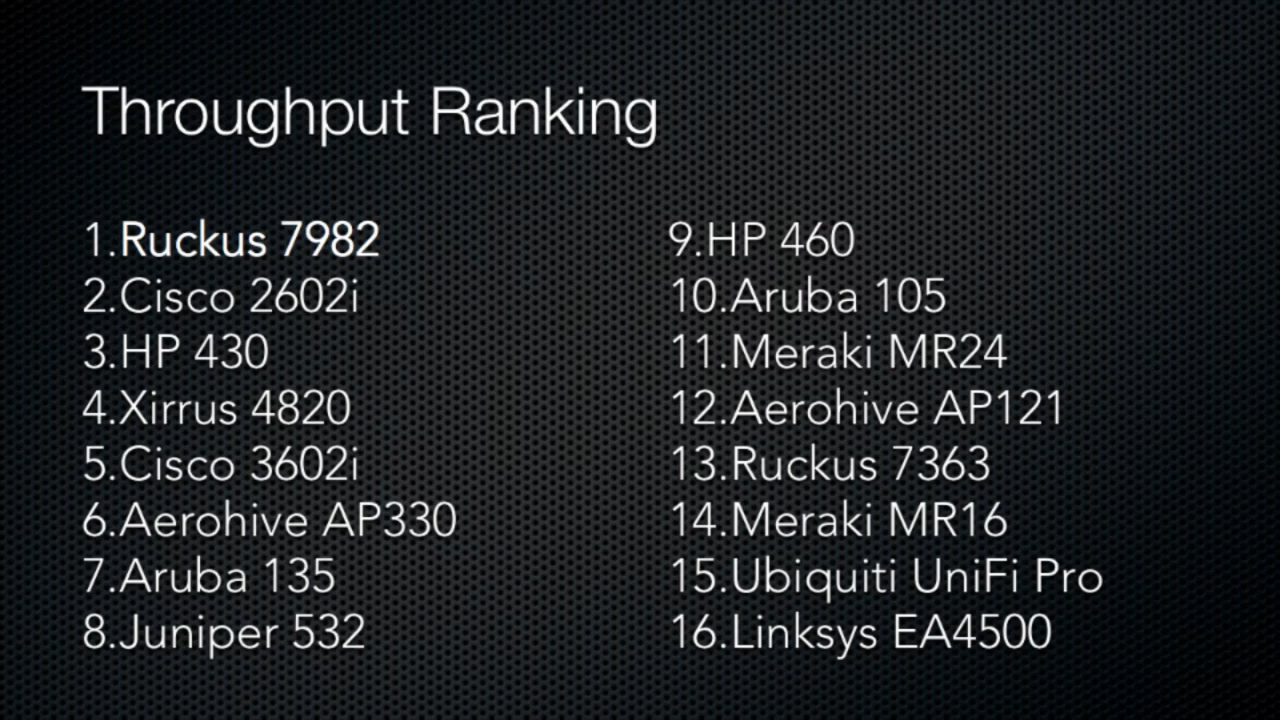 Throughput Ranking
1.Ruckus 7982
2.Cisco 2602i
3.HP 430
4.Xirrus 4820
5.Cisco 3602i
6.Aerohive AP330
7.Aruba 135
8.Juniper 532
9.HP 460
10.Aruba 105
11.Meraki MR24
12.Aerohive AP121
13.Ruckus 7363
14.Meraki MR16
15.Ubiquiti UniFi Pro
16.Linksys EA4500